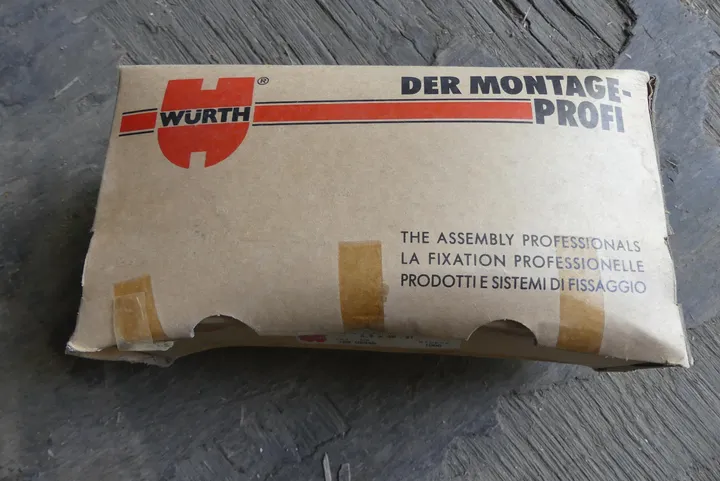 WÜRTH ®
DER MONTAGE-
PROFI
THE ASSEMBLY PROFESSIONALS
LA FIXATION PROFESSIONELLE
PRODOTTI E SISTEMI DI FISSAGGIO